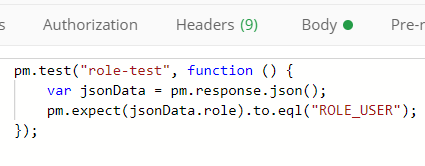 s Authorization Headers (9) Body Pre-r
pm.test("role-test", function () {
    var jsonData = pm.response.json();
    pm.expect(jsonData.role).to.eql("ROLE_USER");
});